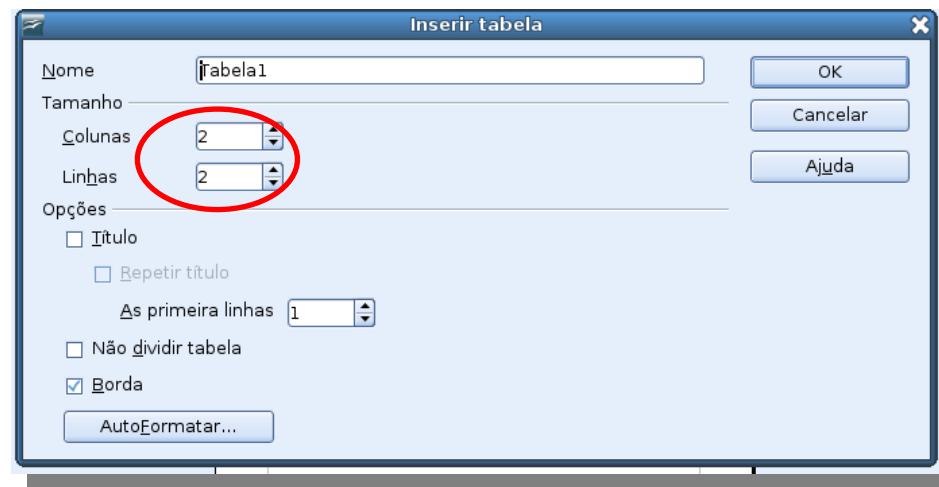 Inserir tabela
Nome Tabela1 OK
Tamanho
Cancelar
Colunas 2
Ajuda
Linhas 2
Opções
Título
Repetir título
As primeira linhas 1
Não dividir tabela
Borda
AutoFormatar...